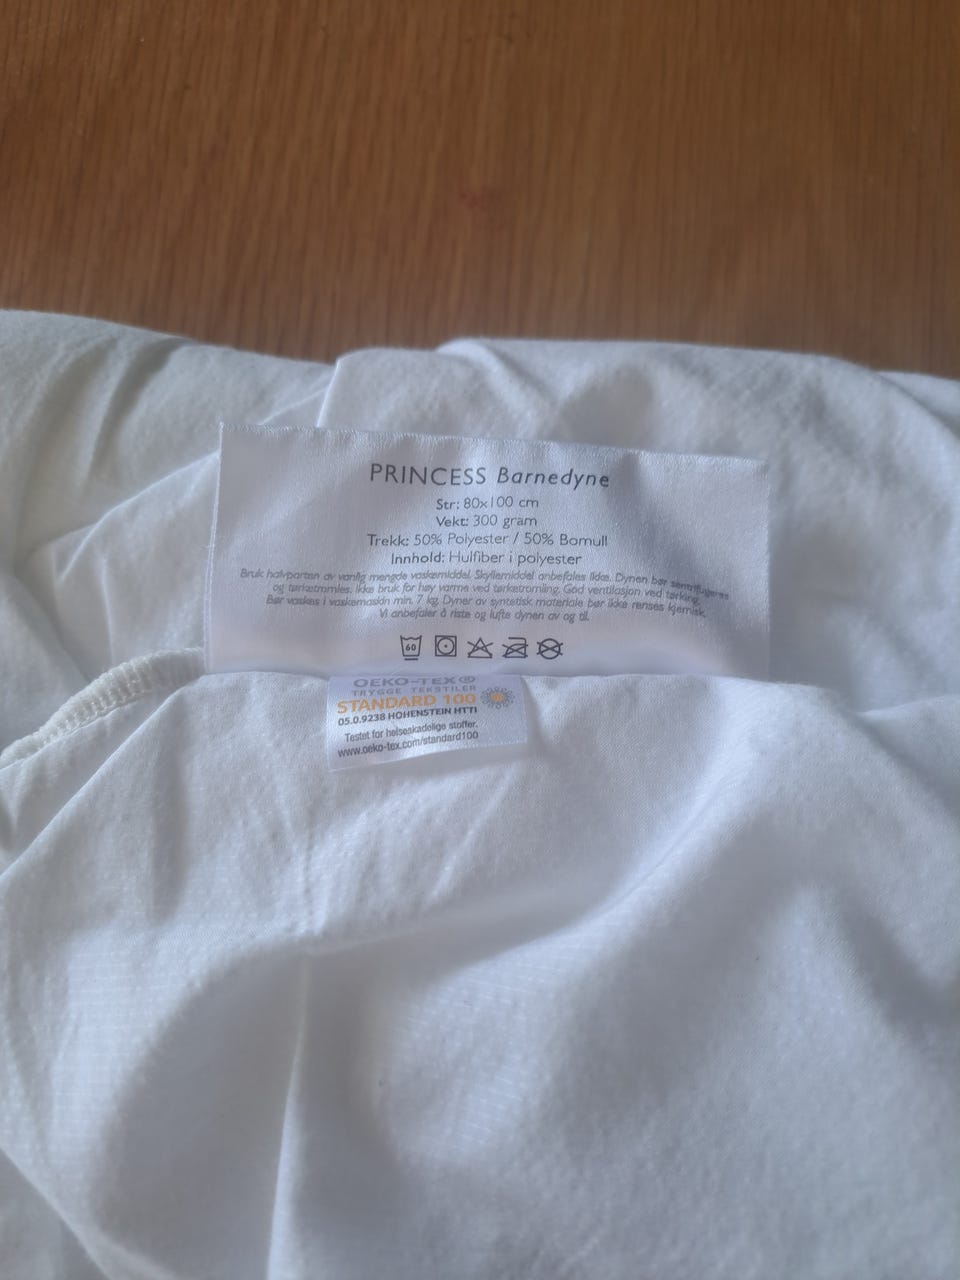 PRINCESS Barnedyne
Str: 80x100 cm
Vekt: 300 gram
Trekk: 50% Polyester / 50% Bomull
Innhold: Hulfiber i polyester
Bruk halvparten av vanlig mengde vaskemiddel. Skyllemiddel anbefales ikke. Dynen bør sentrifugeres
og tørketromles. Ikke bruk for høy varme ved tørketromling. God ventilasjon ved tørking.
Bør vaskes i vaskemaskin min. 7 kg. Dyner av syntetisk materiale bør ikke renses kjemisk.
Vi anbefaler å riste og lufte dynen av og til.
60
OEKO-TEX®
TRYGGE TEKSTILER
STANDARD 100
05.0.9238 HOHENSTEIN HTTI
Testet for helseskadelige stoffer.
www.oeko-tex.com/standard100